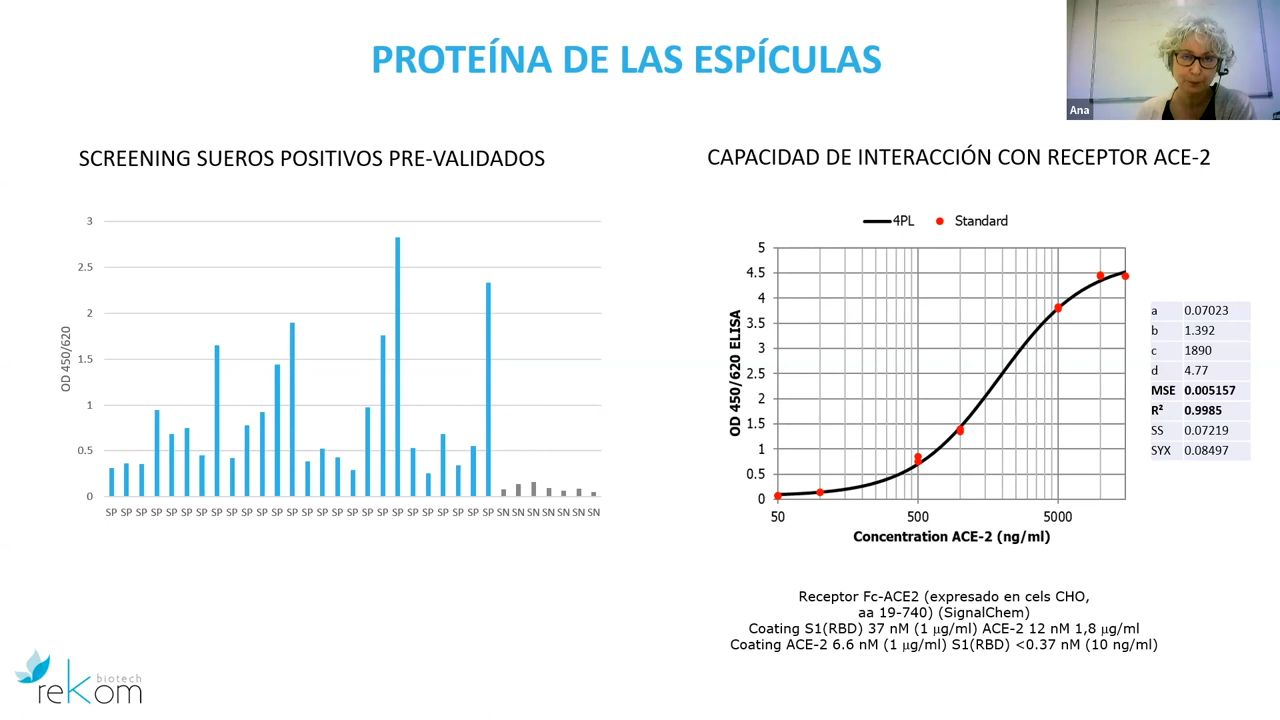 PROTEÍNA DE LAS ESPÍCULAS
Ana
SCREENING SUEROS POSITIVOS PRE-VALIDADOS
3
2.5
2
1.5
1
0.5
0
OD 450/620
SP SP SP SP SP SP SP SP SP SP SP SP SP SP SP SP SP SP SP SP SP SP SP SP SP SP SN SN SN SN SN SN SN
CAPACIDAD DE INTERACCIÓN CON RECEPTOR ACE-2
4PL Standard
5
4.5
4
3.5
3
2.5
2
1.5
1
0.5
0
OD 450/620 ELISA
50 500 5000
Concentration ACE-2 (ng/ml)
a 0.07023
b 1.392
c 1890
d 4.77
MSE 0.005157
R² 0.9985
SS 0.07219
SYX 0.08497
Receptor Fc-ACE2 (expresado en cels CHO,
aa 19-740) (SignalChem)
Coating S1(RBD) 37 nM (1 µg/ml) ACE-2 12 nM 1,8 µg/ml
Coating ACE-2 6.6 nM (1 µg/ml) S1(RBD) <0.37 nM (10 ng/ml)
biotech
reKom